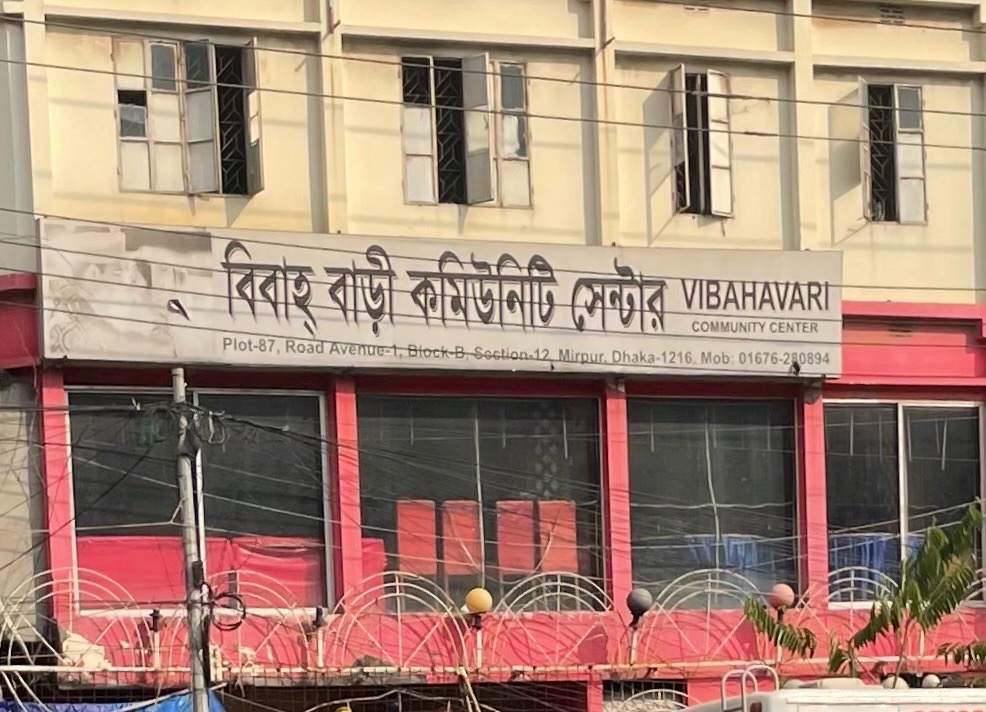 বিবাহ্ বাড়ী কমিউনিটি সেন্টার VIBAHAVARI
COMMUNITY CENTER
Plot-87, Road Avenue-1, Block-B, Section-12, Mirpur, Dhaka-1216. Mob: 01676-280894